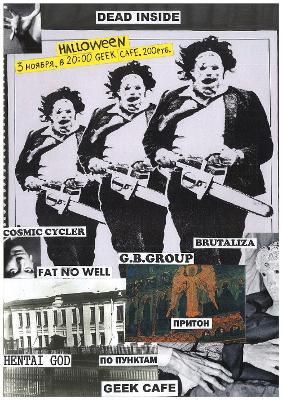 DEAD INSIDE
HALLOWEEN
3 НОЯБРЯ, В 20:00 GEEK CAFE, 200РУБ.
COSMIC CYCLER
BRUTALIZA
G.B.GROUP
FAT NO WELL
ПРИТОН
HENTAI GOD
ПО ПУНКТАМ
GEEK CAFE